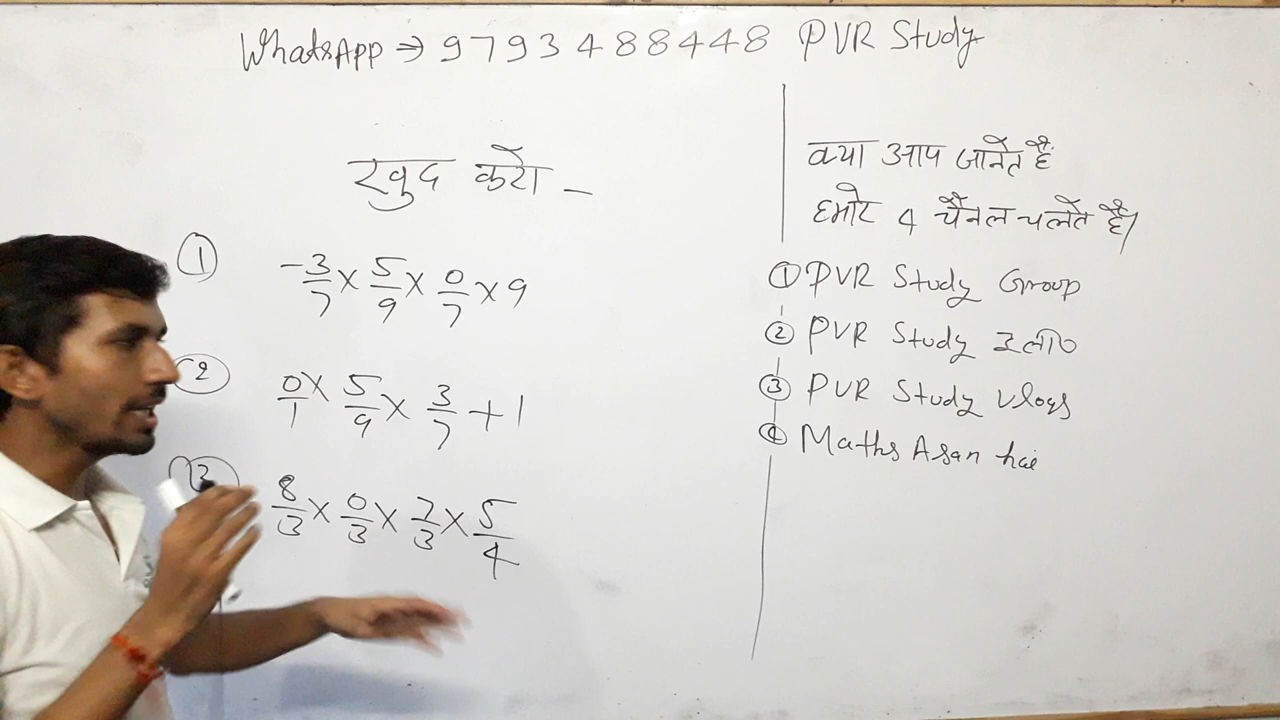 WhatsApp ⇒ 9793488448 PVR Study
खुद करो –
① -3/7 × 5/9 × 0/7 × 9
② 0/1 × 5/9 × 3/7 + 1
③ 8/3 × 0/3 × 7/3 × 5/4
क्या आप जानते हैं
हमारे 4 चैनल चलते हैं।
① PVR Study Group
② PVR Study
③ PVR Study Vlogs
④ Maths Asan hai